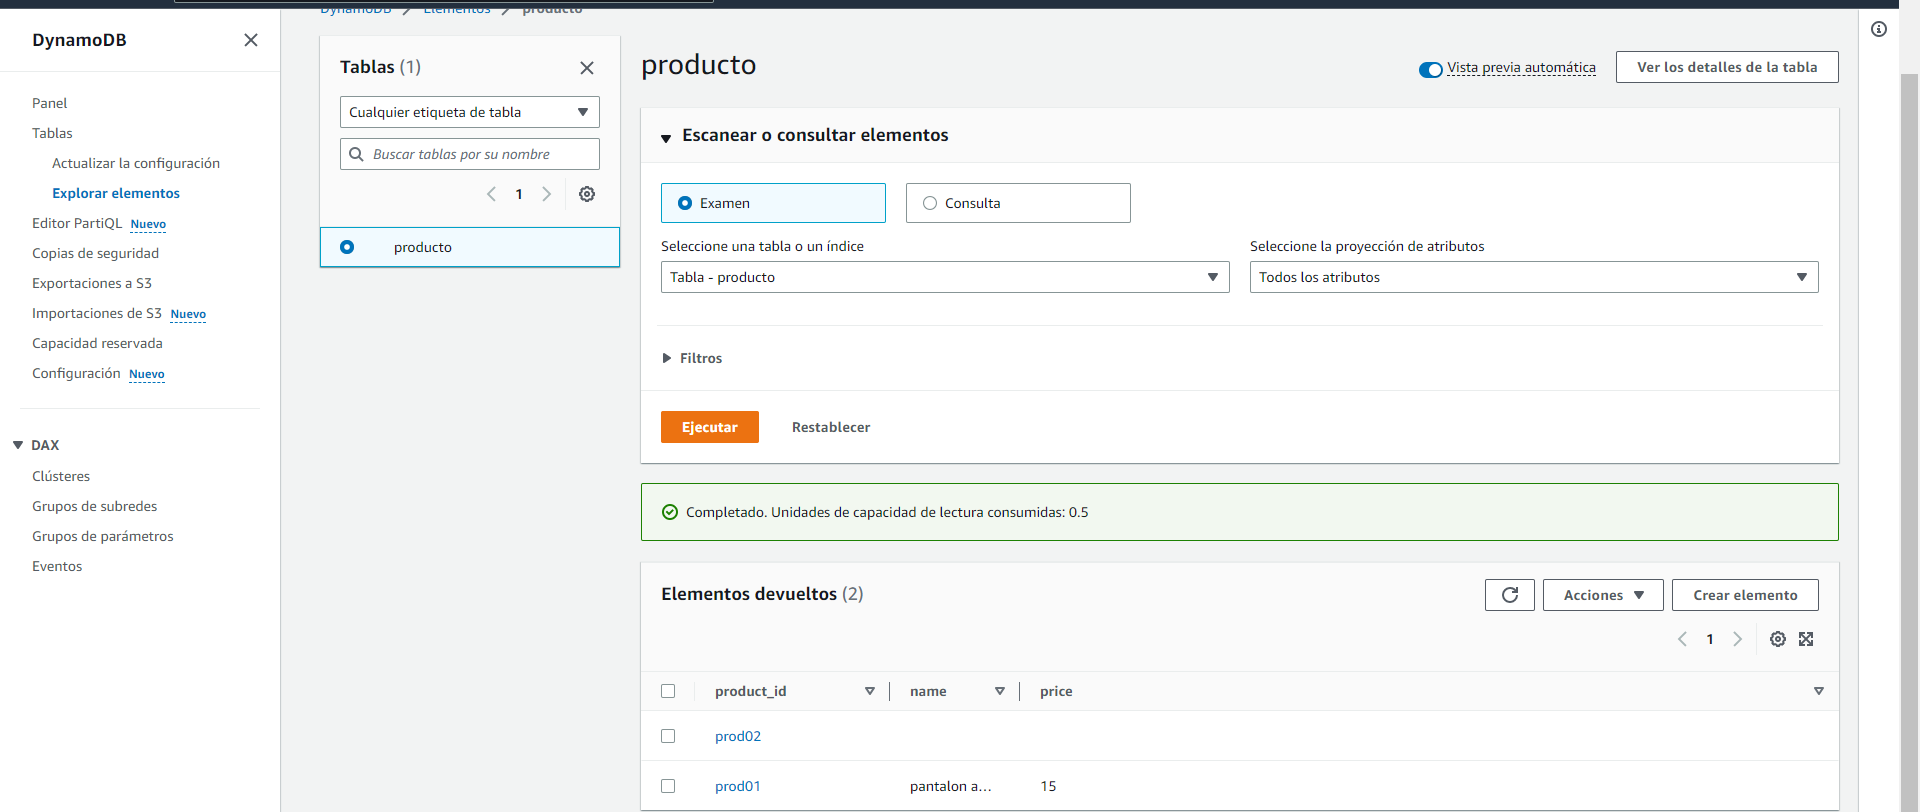 DynamoDB
Panel
Tablas
Actualizar la configuración
Explorar elementos
Editor PartiQL Nuevo
Copias de seguridad
Exportaciones a S3
Importaciones de S3 Nuevo
Capacidad reservada
Configuración Nuevo
DAX
Clústeres
Grupos de subredes
Grupos de parámetros
Eventos
DynamoDB Elementos producto
Tablas (1)
Cualquier etiqueta de tabla
Buscar tablas por su nombre
1
producto
producto
Vista previa automática
Ver los detalles de la tabla
Escanear o consultar elementos
Examen
Consulta
Seleccione una tabla o un índice
Tabla - producto
Seleccione la proyección de atributos
Todos los atributos
Filtros
Ejecutar
Restablecer
Completado. Unidades de capacidad de lectura consumidas: 0.5
Elementos devueltos (2)
Acciones
Crear elemento
1
product_id name price
prod02
prod01 pantalon a... 15